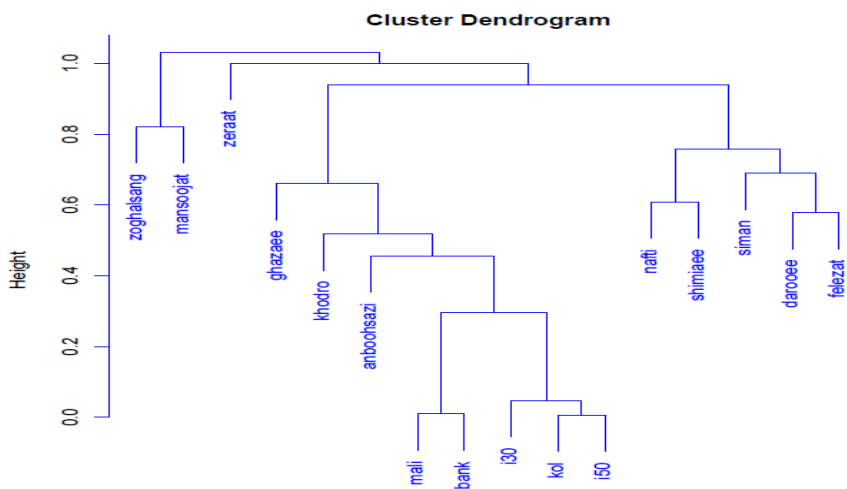 Cluster Dendrogram
Height
1.0
0.8
0.6
0.4
0.2
0.0
zoghalsang
mansoojat
zeraat
ghazaee
khodro
anboohsazi
mali
bank
i30
kol
i50
nafti
shimiaee
siman
darooee
felezat